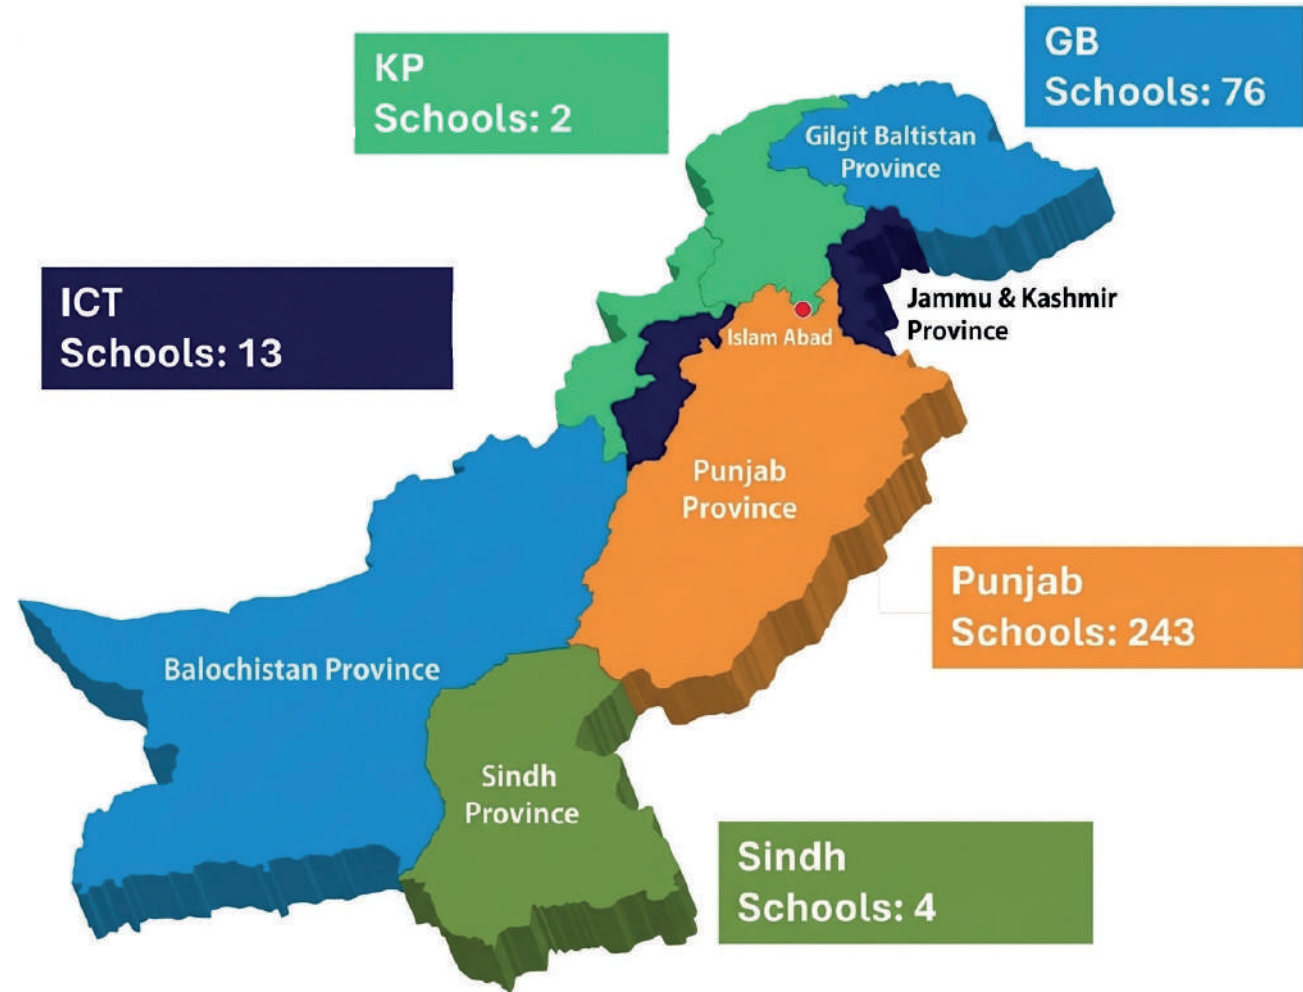 KP
Schools: 2
GB
Schools: 76
Gilgit Baltistan
Province
ICT
Schools: 13
Jammu & Kashmir
Province
Islam Abad
Punjab
Province
Punjab
Schools: 243
Balochistan Province
Sindh
Province
Sindh
Schools: 4